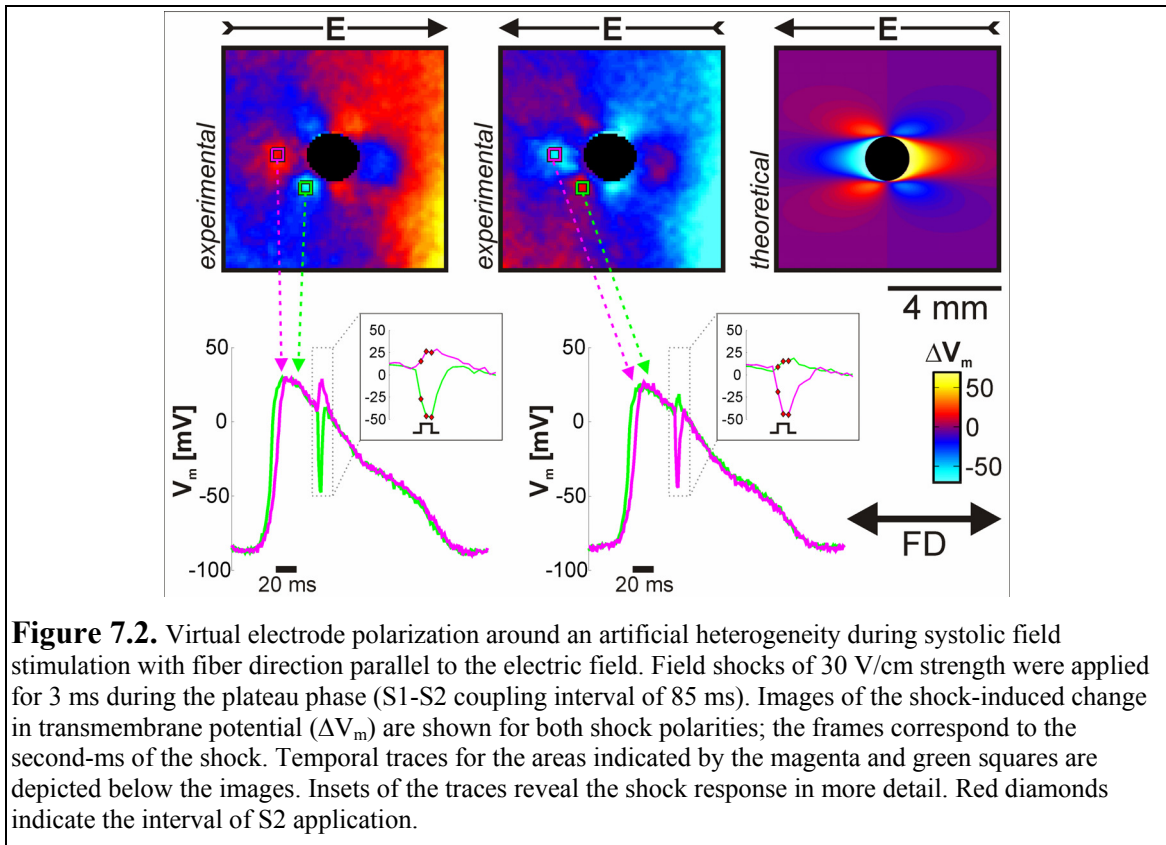 E E E
experimental experimental theoretical
4 mm
50 50
25 25
0 0
-25 -25
-50 -50
50 50
0 0
-50 -50
-100 -100
V_m [mV] V_m [mV]
20 ms 20 ms
ΔV_m
50
0
-50
FD
Figure 7.2. Virtual electrode polarization around an artificial heterogeneity during systolic field
stimulation with fiber direction parallel to the electric field. Field shocks of 30 V/cm strength were applied
for 3 ms during the plateau phase (S1-S2 coupling interval of 85 ms). Images of the shock-induced change
in transmembrane potential (ΔV_m) are shown for both shock polarities; the frames correspond to the
second-ms of the shock. Temporal traces for the areas indicated by the magenta and green squares are
depicted below the images. Insets of the traces reveal the shock response in more detail. Red diamonds
indicate the interval of S2 application.